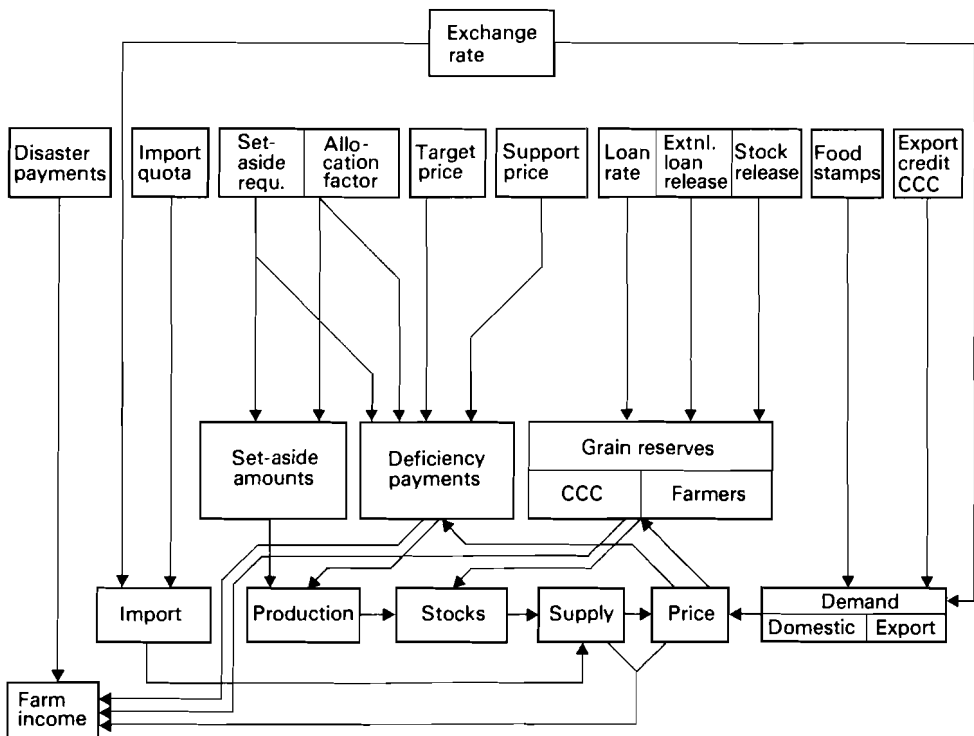 Exchange
rate
Disaster
payments
Import
quota
Set-
aside
requ.
Allo-
cation
factor
Target
price
Support
price
Loan
rate
Extnl.
loan
release
Stock
release
Food
stamps
Export
credit
CCC
Set-aside
amounts
Deficiency
payments
Grain reserves
CCC
Farmers
Import
Production
Stocks
Supply
Price
Demand
Domestic
Export
Farm
income